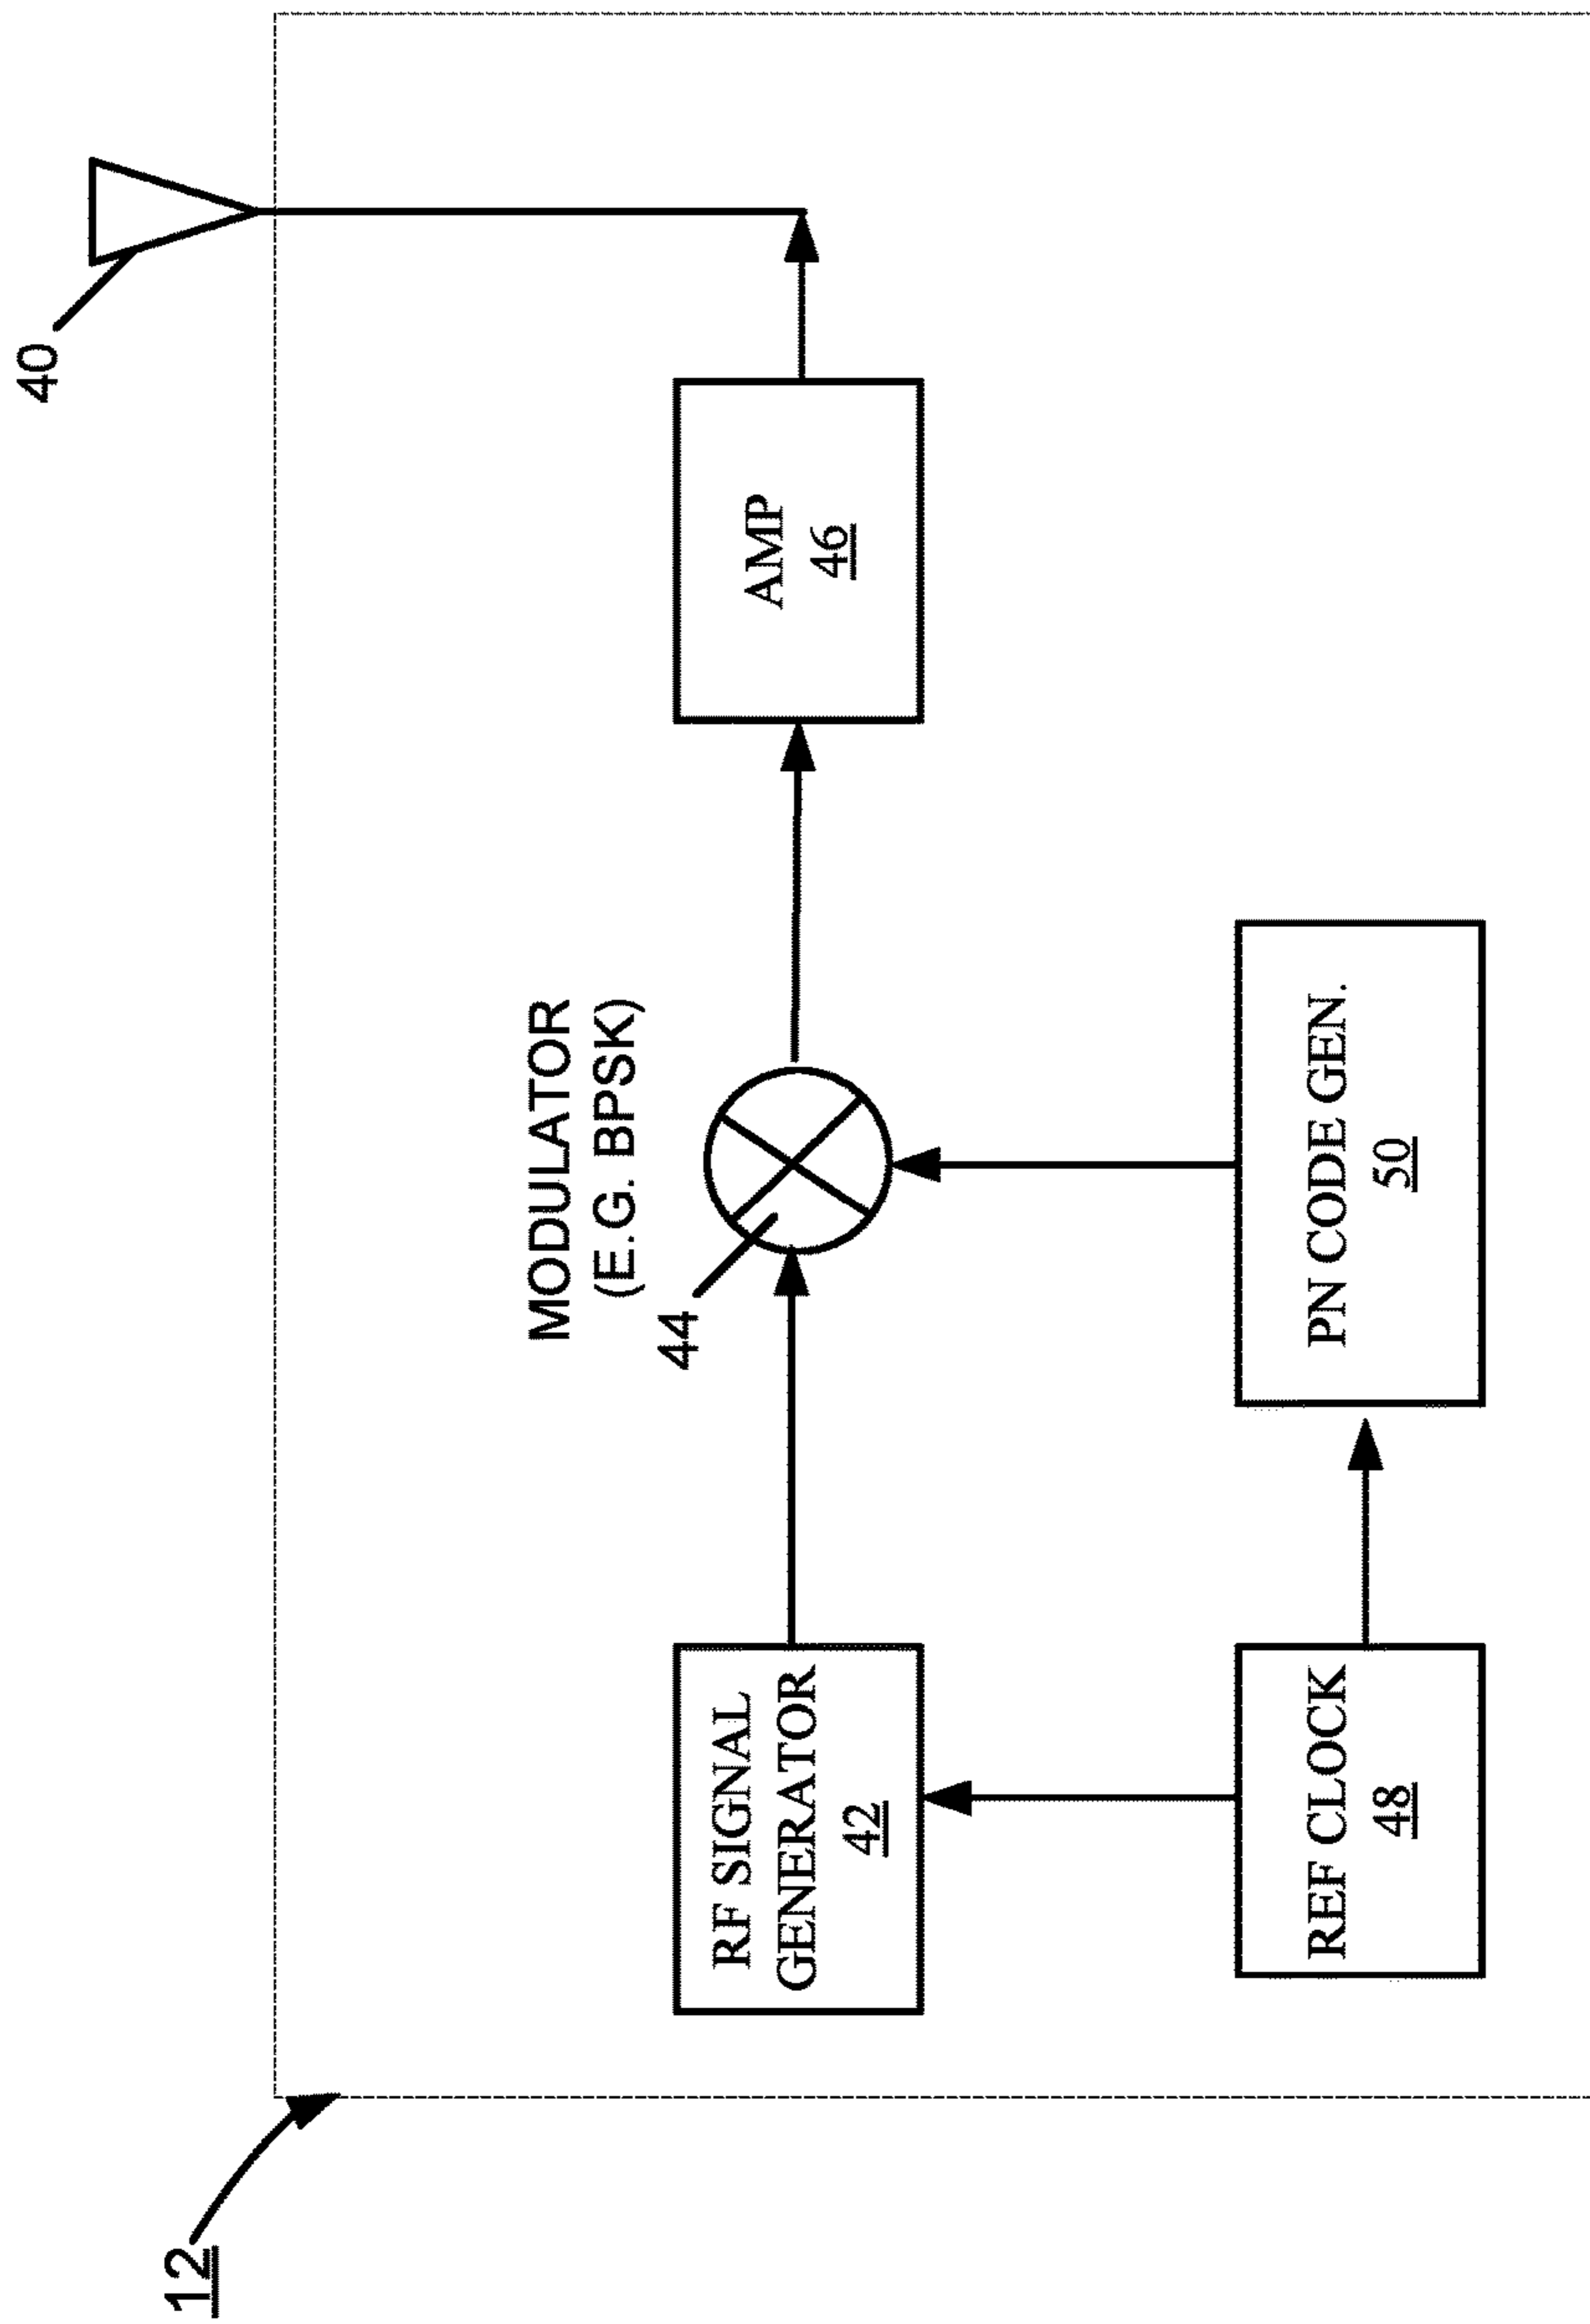 12
40
MODULATOR
(E.G. BPSK)
44
RF SIGNAL
GENERATOR
42
AMP
46
REF CLOCK
48
PN CODE GEN.
50